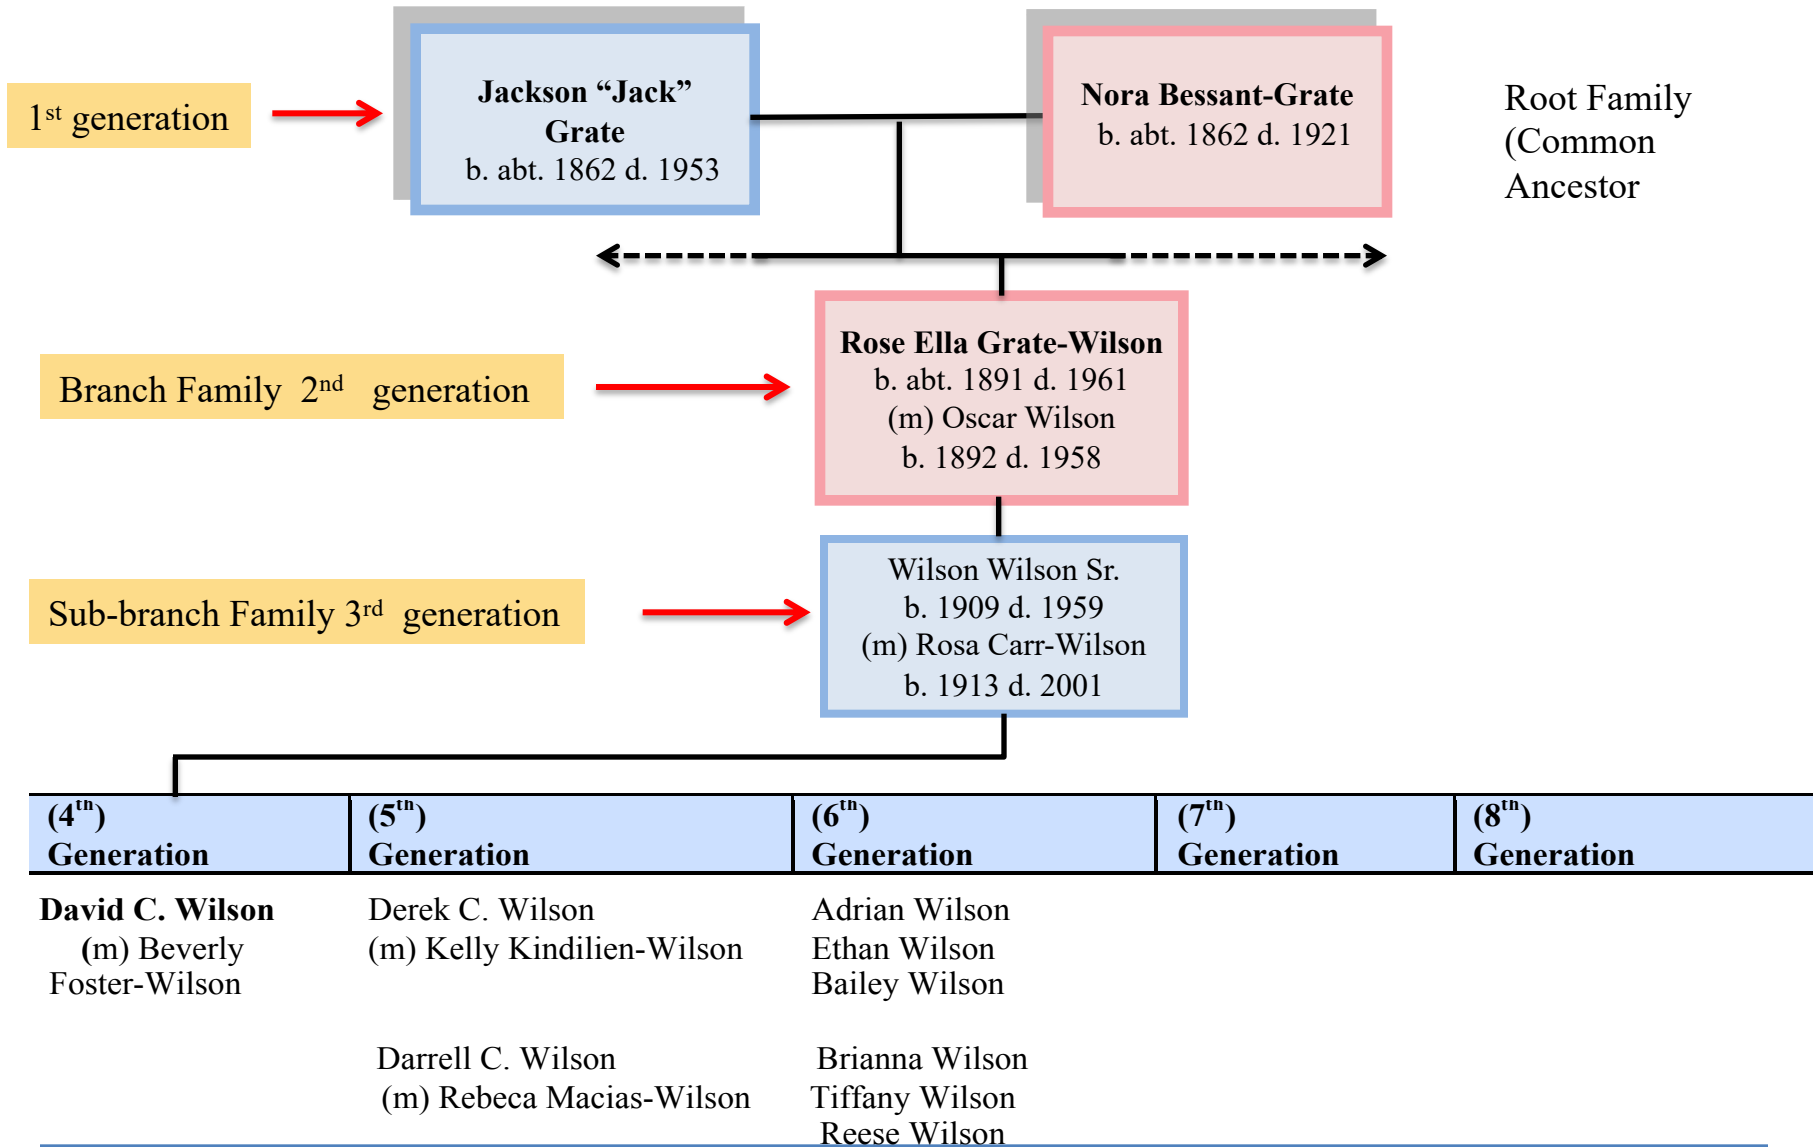 1st generation
Jackson “Jack”
Grate
b. abt. 1862 d. 1953
Nora Bessant-Grate
b. abt. 1862 d. 1921
Root Family
(Common
Ancestor
Branch Family 2nd generation
Rose Ella Grate-Wilson
b. abt. 1891 d. 1961
(m) Oscar Wilson
b. 1892 d. 1958
Sub-branch Family 3rd generation
Wilson Wilson Sr.
b. 1909 d. 1959
(m) Rosa Carr-Wilson
b. 1913 d. 2001
(4th)
Generation
(5th)
Generation
(6th)
Generation
(7th)
Generation
(8th)
Generation
David C. Wilson
(m) Beverly
Foster-Wilson
Derek C. Wilson
(m) Kelly Kindilien-Wilson
Adrian Wilson
Ethan Wilson
Bailey Wilson
Darrell C. Wilson
(m) Rebeca Macias-Wilson
Brianna Wilson
Tiffany Wilson
Reese Wilson